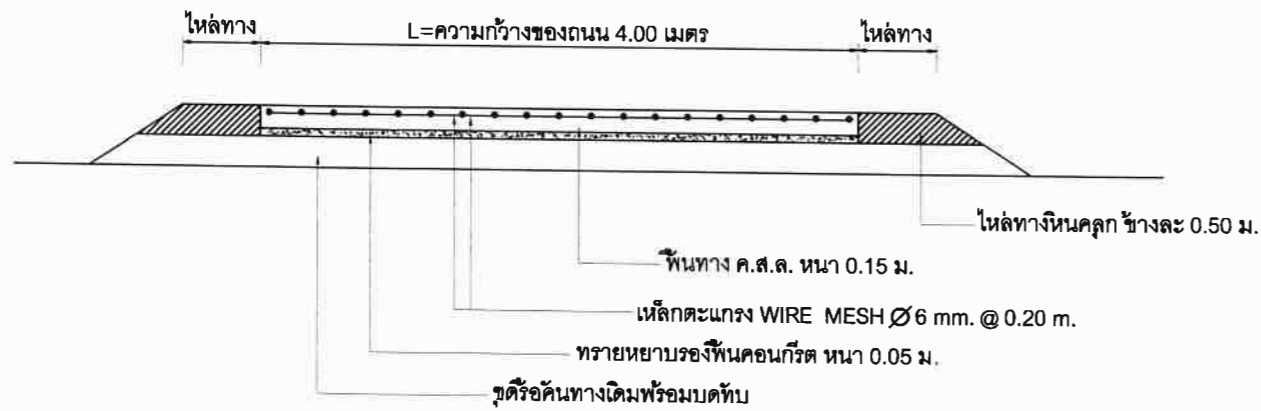 ไหล่ทาง
L=ความกว้างของถนน 4.00 เมตร
ไหล่ทาง
ไหล่ทางหินคลุก ข้างละ 0.50 ม.
พื้นทาง ค.ส.ล. หนา 0.15 ม.
เหล็กตะแกรง WIRE MESH Ø 6 mm. @ 0.20 m.
ทรายหยาบรองพื้นคอนกรีต หนา 0.05 ม.
ขุดรื้อคันทางเดิมพร้อมบดทับ